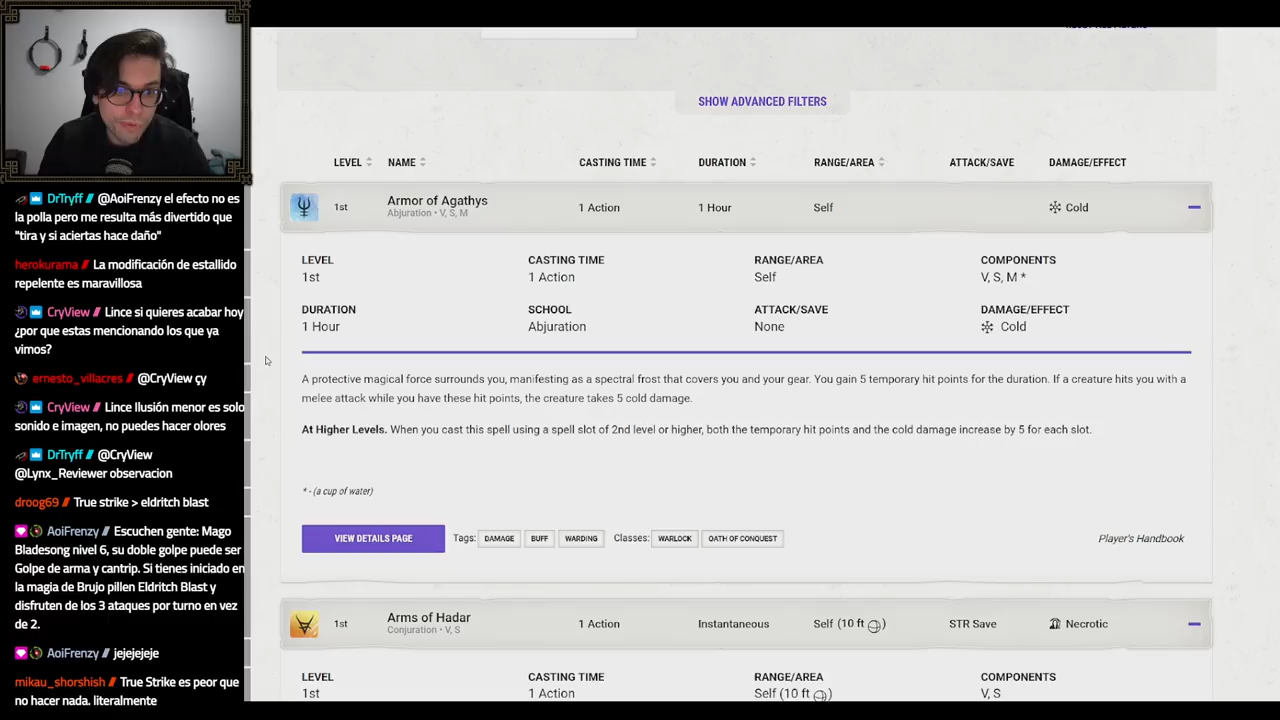 SHOW ADVANCED FILTERS
LEVEL NAME CASTING TIME DURATION RANGE/AREA ATTACK/SAVE DAMAGE/EFFECT
1st Armor of Agathys 1 Action 1 Hour Self Cold
Abjuration • V, S, M
LEVEL CASTING TIME RANGE/AREA COMPONENTS
1st 1 Action Self V, S, M *
DURATION SCHOOL ATTACK/SAVE DAMAGE/EFFECT
1 Hour Abjuration None Cold
A protective magical force surrounds you, manifesting as a spectral frost that covers you and your gear. You gain 5 temporary hit points for the duration. If a creature hits you with a
melee attack while you have these hit points, the creature takes 5 cold damage.
At Higher Levels. When you cast this spell using a spell slot of 2nd level or higher, both the temporary hit points and the cold damage increase by 5 for each slot.
* - (a cup of water)
VIEW DETAILS PAGE Tags: DAMAGE BUFF WARDING Classes: WARLOCK OATH OF CONQUEST Player's Handbook
1st Arms of Hadar 1 Action Instantaneous Self (10 ft ) STR Save Necrotic
Conjuration • V, S
LEVEL CASTING TIME RANGE/AREA COMPONENTS
1st 1 Action Self (10 ft ) V, S
DrTryff // @AoiFrenzy el efecto no es
la polla pero me resulta más divertido que
"tira y si aciertas hace daño"
herokurama // La modificación de estallido
repelente es maravillosa
CryView // Lince si quieres acabar hoy
¿por que estas mencionando los que ya
vimos?
ernesto_villacres // @CryView çy
CryView // Lince Ilusión menor es solo
sonido e imagen, no puedes hacer olores
DrTryff // @CryView
@Lynx_Reviewer observacion
droog69 // True strike > eldritch blast
AoiFrenzy // Escuchen gente: Mago
Bladesong nivel 6, su doble golpe puede ser
Golpe de arma y cantrip. Si tienes iniciado en
la magia de Brujo pillen Eldritch Blast y
disfruten de los 3 ataques por turno en vez
de 2.
AoiFrenzy // jejejejeje
mikau_shorshish // True Strike es peor que
no hacer nada. literalmente